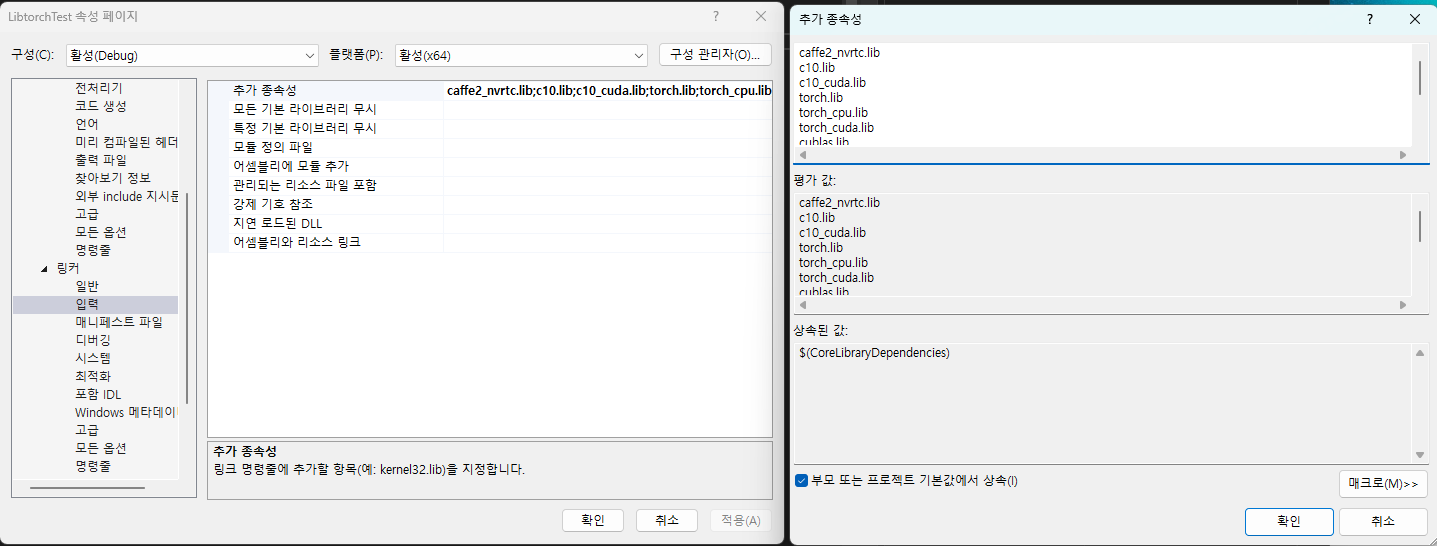 LibtorchTest 속성 페이지
구성(C):
활성(Debug)
플랫폼(P):
활성(x64)
구성 관리자(O)...
전처리기
코드 생성
언어
미리 컴파일된 헤더
출력 파일
찾아보기 정보
외부 include 지시문
고급
모든 옵션
명령줄
링커
일반
입력
매니페스트 파일
디버깅
시스템
최적화
포함 IDL
Windows 메타데이터
고급
모든 옵션
명령줄
추가 종속성
caffe2_nvrtc.lib;c10.lib;c10_cuda.lib;torch.lib;torch_cpu.lib
모든 기본 라이브러리 무시
특정 기본 라이브러리 무시
모듈 정의 파일
어셈블리에 모듈 추가
관리되는 리소스 파일 포함
강제 기호 참조
지연 로드된 DLL
어셈블리와 리소스 링크
추가 종속성
링크 명령줄에 추가할 항목(예: kernel32.lib)을 지정합니다.
확인
취소
적용(A)
추가 종속성
caffe2_nvrtc.lib
c10.lib
c10_cuda.lib
torch.lib
torch_cpu.lib
torch_cuda.lib
cublas.lib
평가 값:
caffe2_nvrtc.lib
c10.lib
c10_cuda.lib
torch.lib
torch_cpu.lib
torch_cuda.lib
cublas.lib
상속된 값:
$(CoreLibraryDependencies)
부모 또는 프로젝트 기본값에서 상속(I)
매크로(M)>>
확인
취소